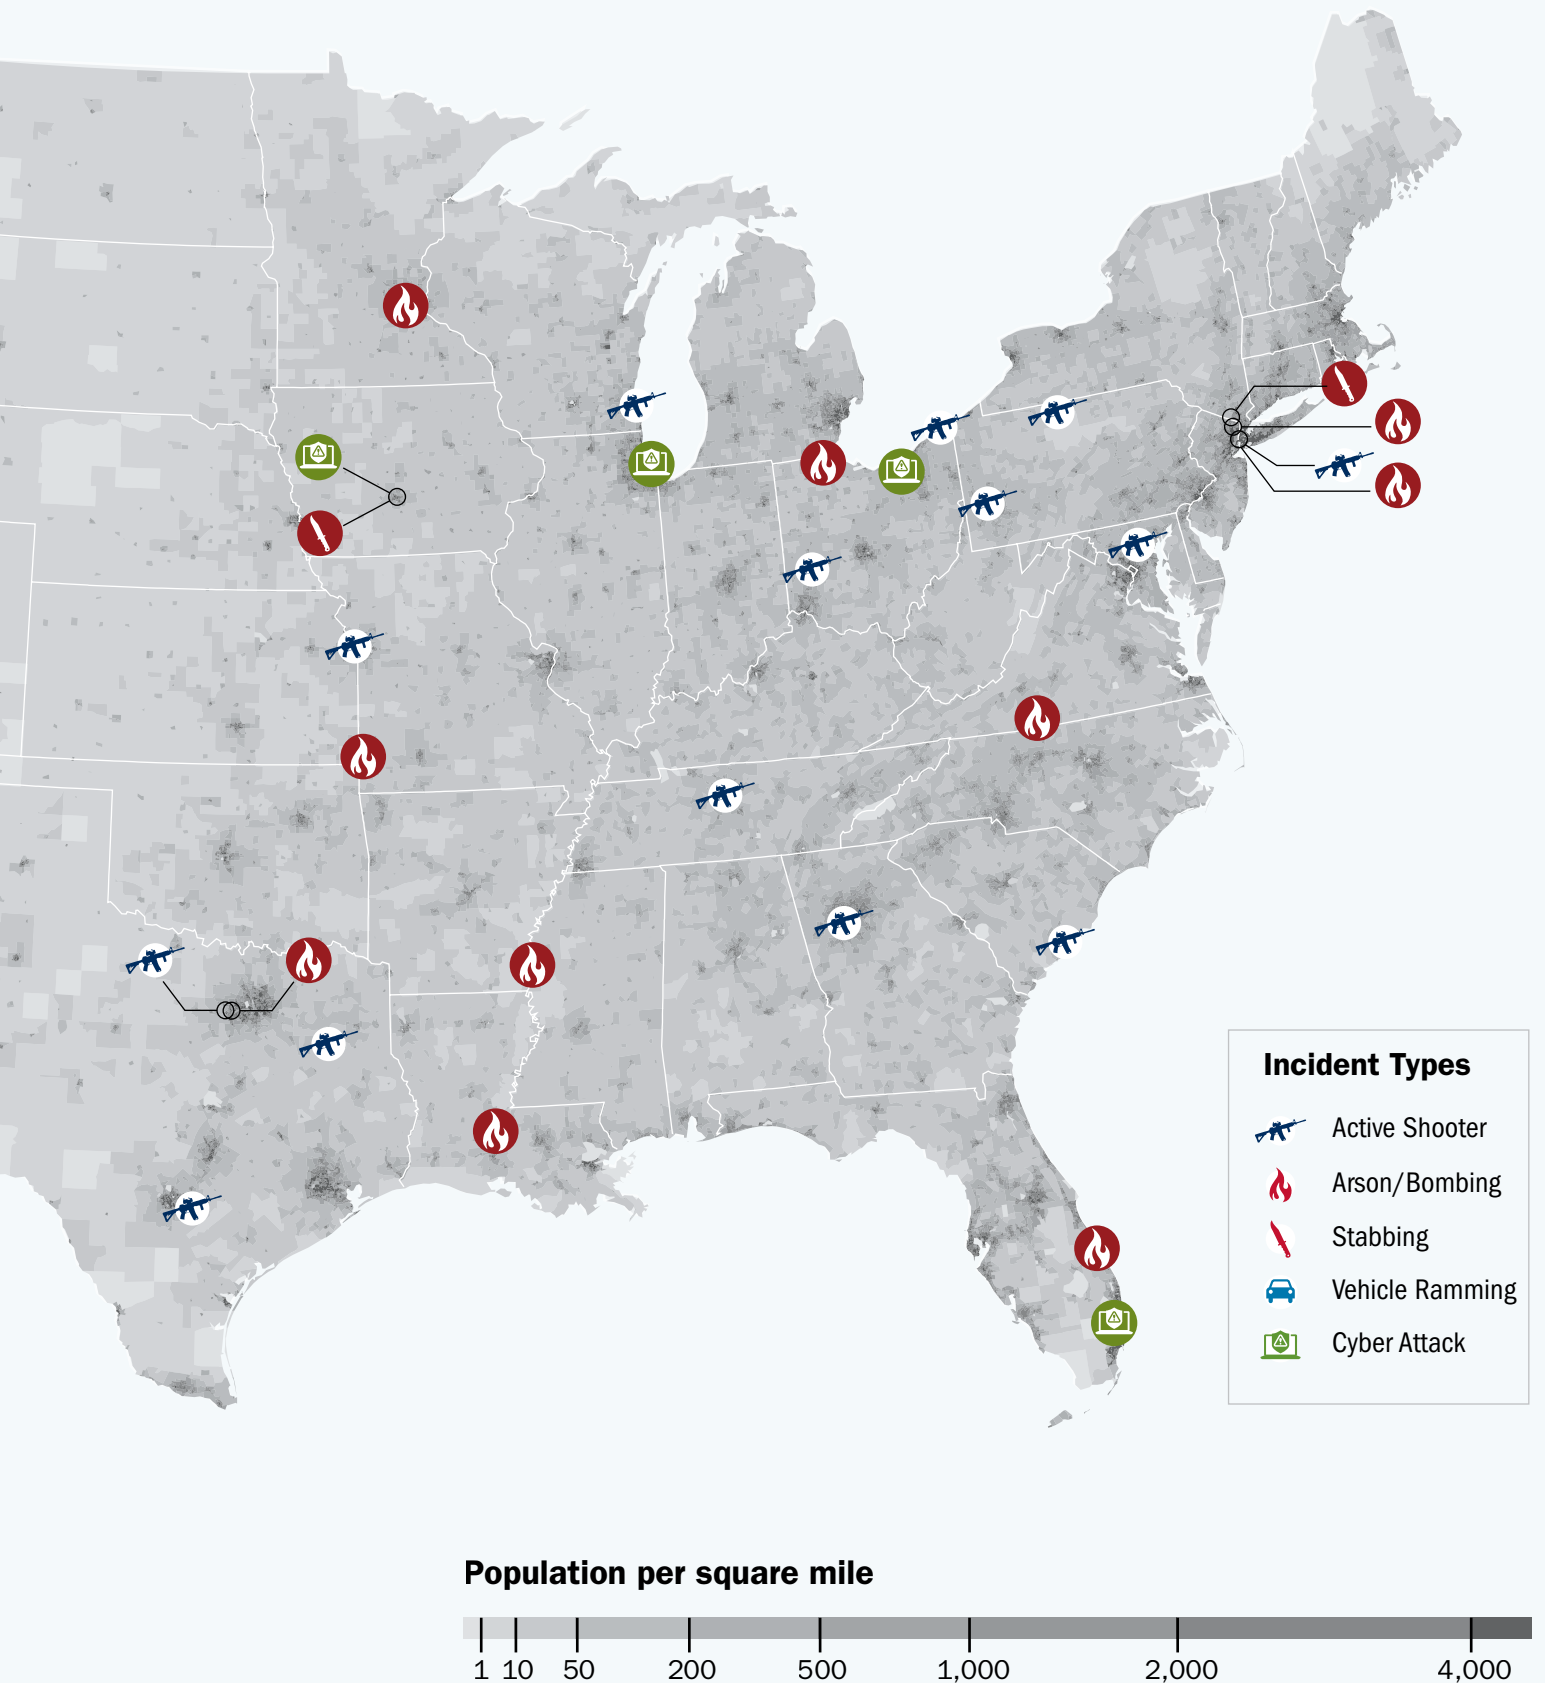 Incident Types
Active Shooter
Arson/Bombing
Stabbing
Vehicle Ramming
Cyber Attack
Population per square mile
1 10 50 200 500 1,000 2,000 4,000